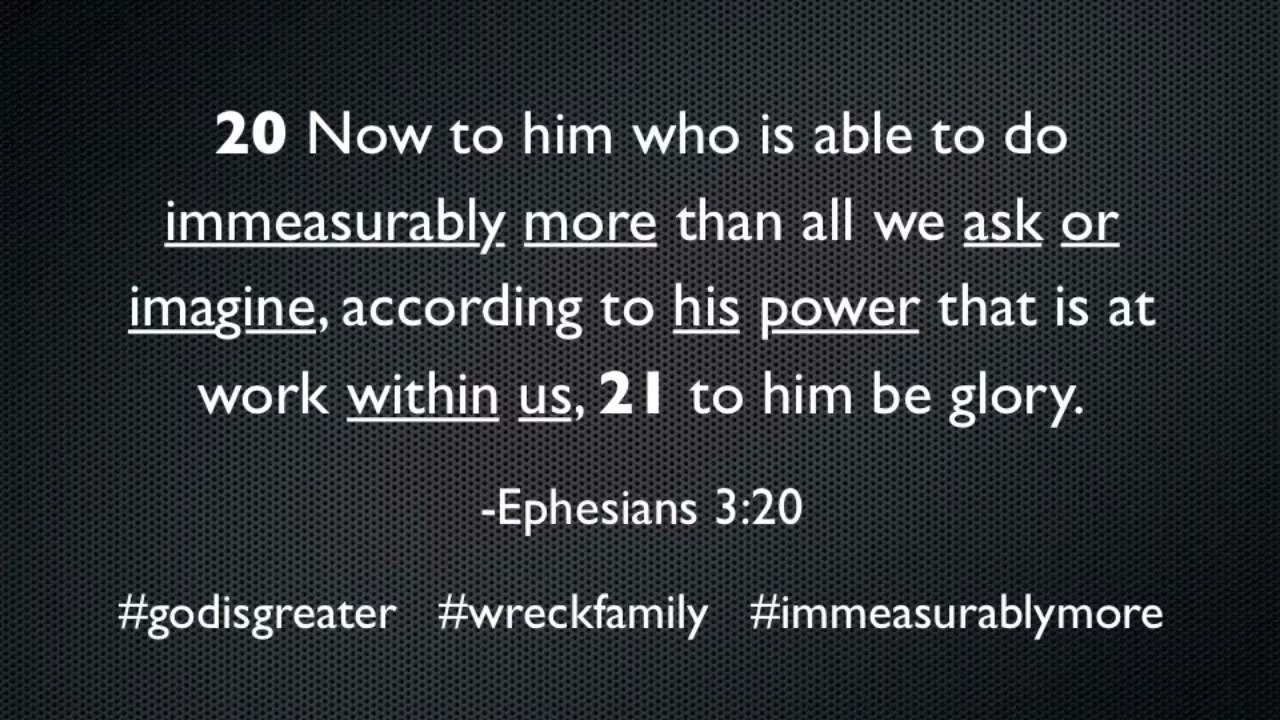 20 Now to him who is able to do
immeasurably more than all we ask or
imagine, according to his power that is at
work within us, 21 to him be glory.
-Ephesians 3:20
#godisgreater #wreckfamily #immeasurablymore